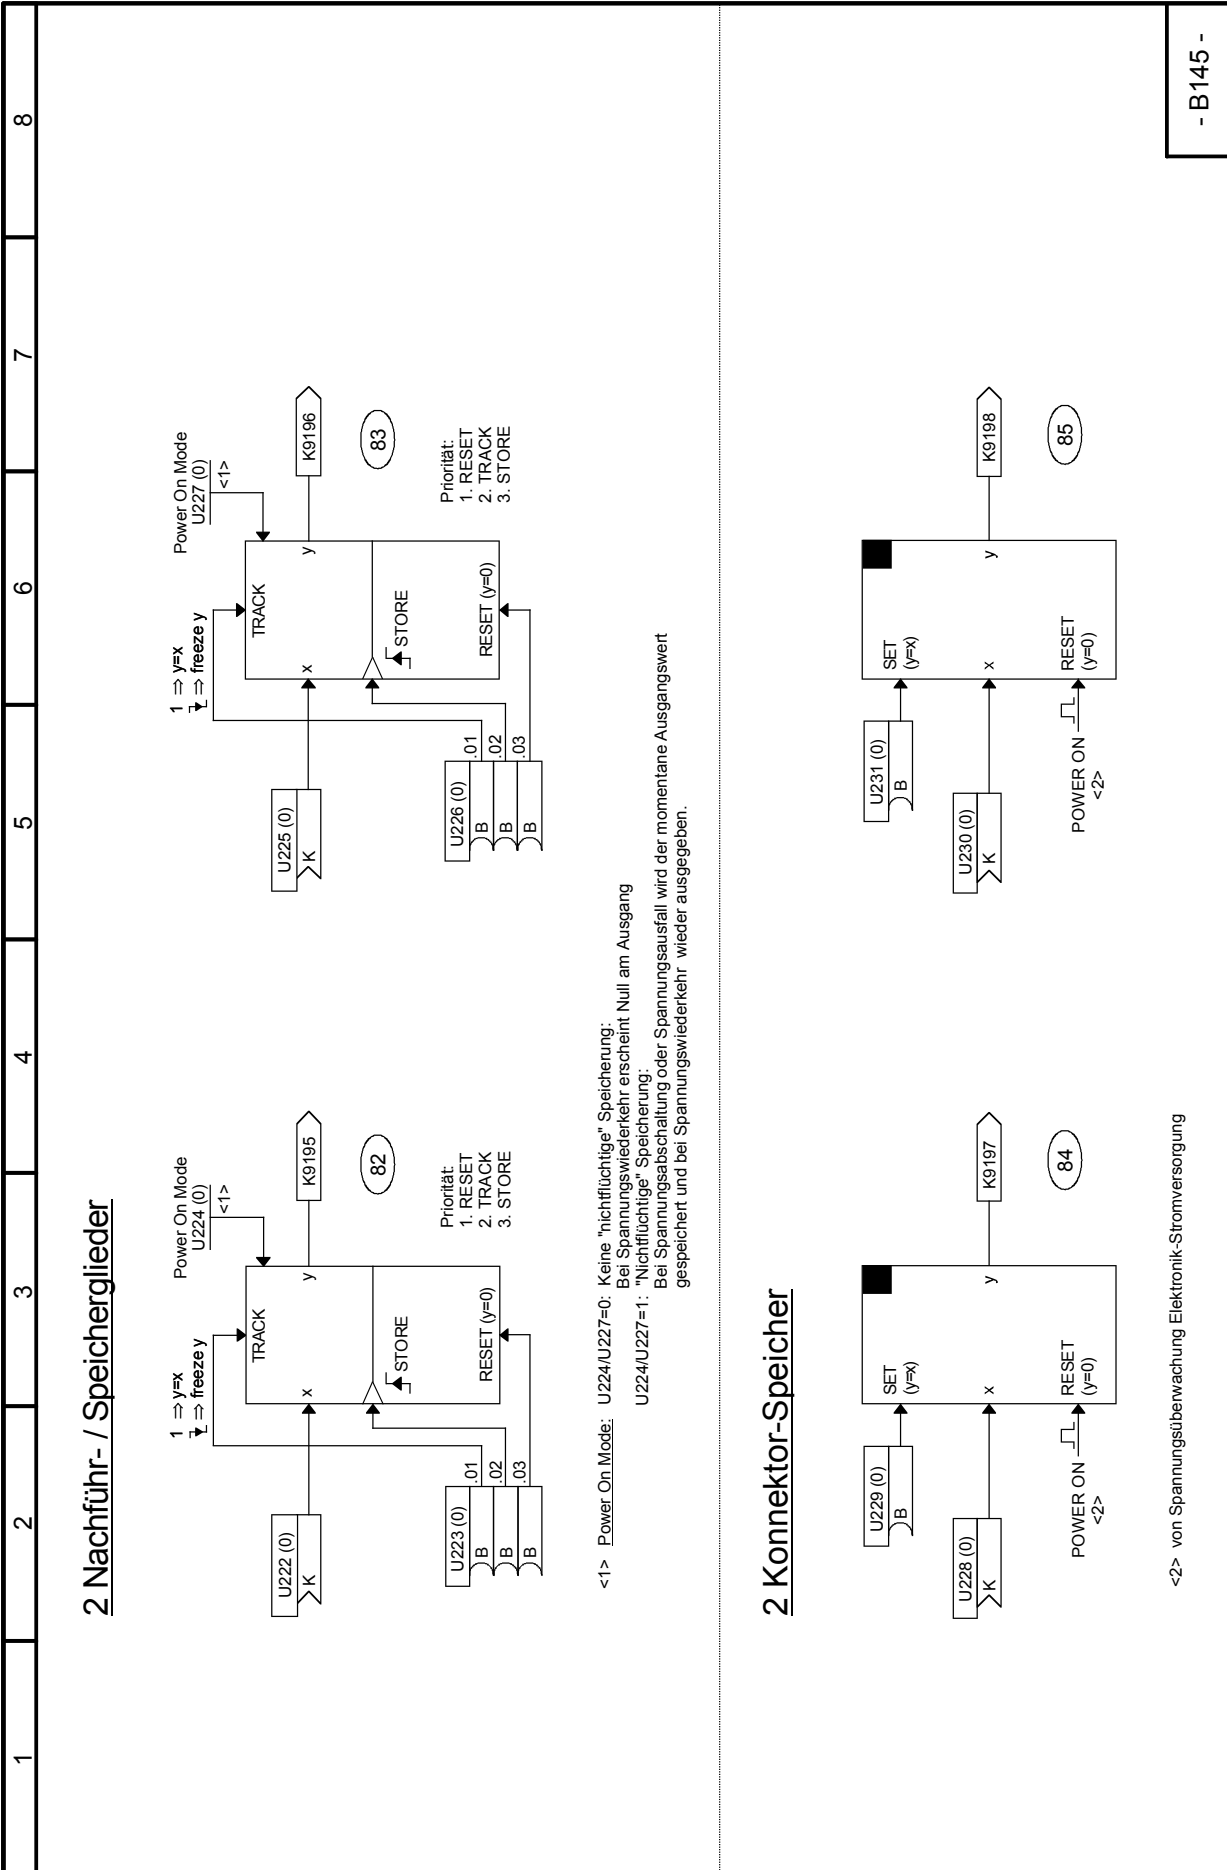 1 2 3 4 5 6 7 8
2 Nachführ- / Speicherglieder
1 ⇒ y=x
⇒ freeze y
Power On Mode
U224 (0)
<1>
U222 (0)
K
TRACK
x
y
K9195
STORE
82
RESET (y=0)
U223 (0)
B .01
B .02
B .03
Priorität:
1. RESET
2. TRACK
3. STORE
1 ⇒ y=x
⇒ freeze y
Power On Mode
U227 (0)
<1>
U225 (0)
K
TRACK
x
y
K9196
STORE
83
RESET (y=0)
U226 (0)
B .01
B .02
B .03
Priorität:
1. RESET
2. TRACK
3. STORE
<1> Power On Mode: U224/U227=0: Keine "nichtflüchtige" Speicherung:
Bei Spannungswiederkehr erscheint Null am Ausgang
U224/U227=1: "Nichtflüchtige" Speicherung:
Bei Spannungsabschaltung oder Spannungsausfall wird der momentane Ausgangswert
gespeichert und bei Spannungswiederkehr wieder ausgegeben.
2 Konnektor-Speicher
U229 (0)
B
SET
(y=x)
U228 (0)
K
x
y
K9197
84
POWER ON
<2>
RESET
(y=0)
U231 (0)
B
SET
(y=x)
U230 (0)
K
x
y
K9198
85
POWER ON
<2>
RESET
(y=0)
<2> von Spannungsüberwachung Elektronik-Stromversorgung
- B145 -